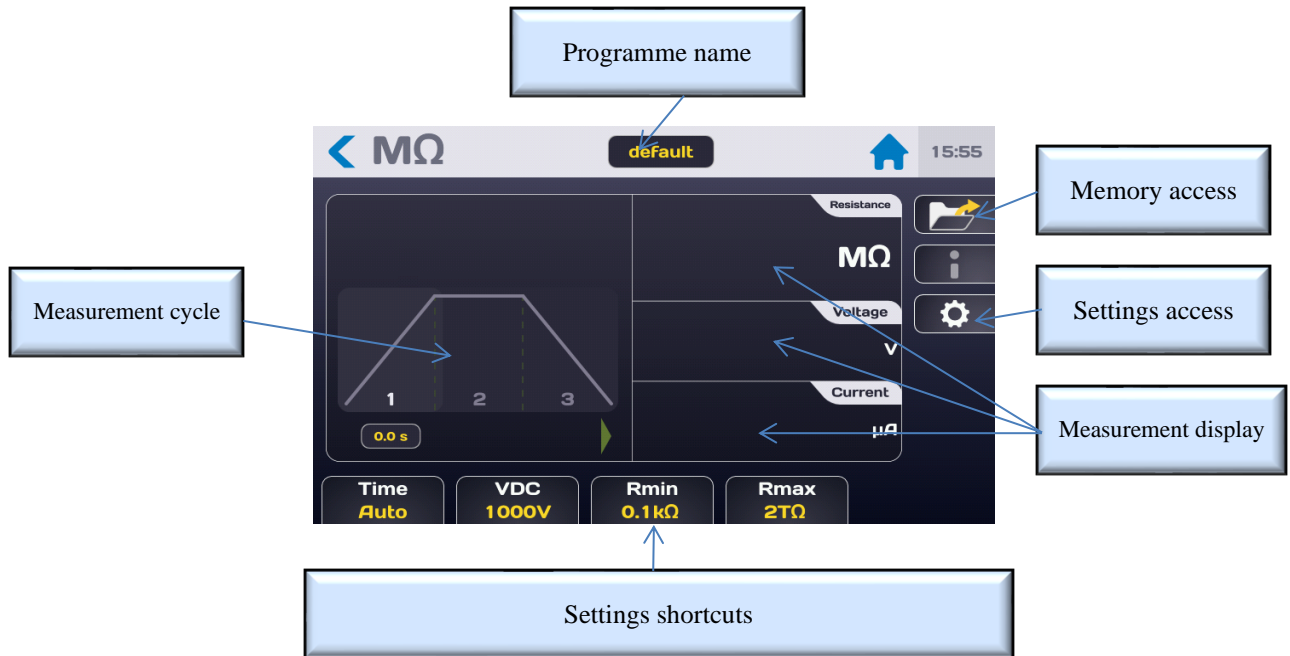 Programme name
MΩ
default
15:55
Memory access
Resistance
MΩ
Settings access
Measurement cycle
Voltage
V
1 2 3
Current
µA
0.0 s
Measurement display
Time
Auto
VDC
1000V
Rmin
0.1kΩ
Rmax
2TΩ
Settings shortcuts